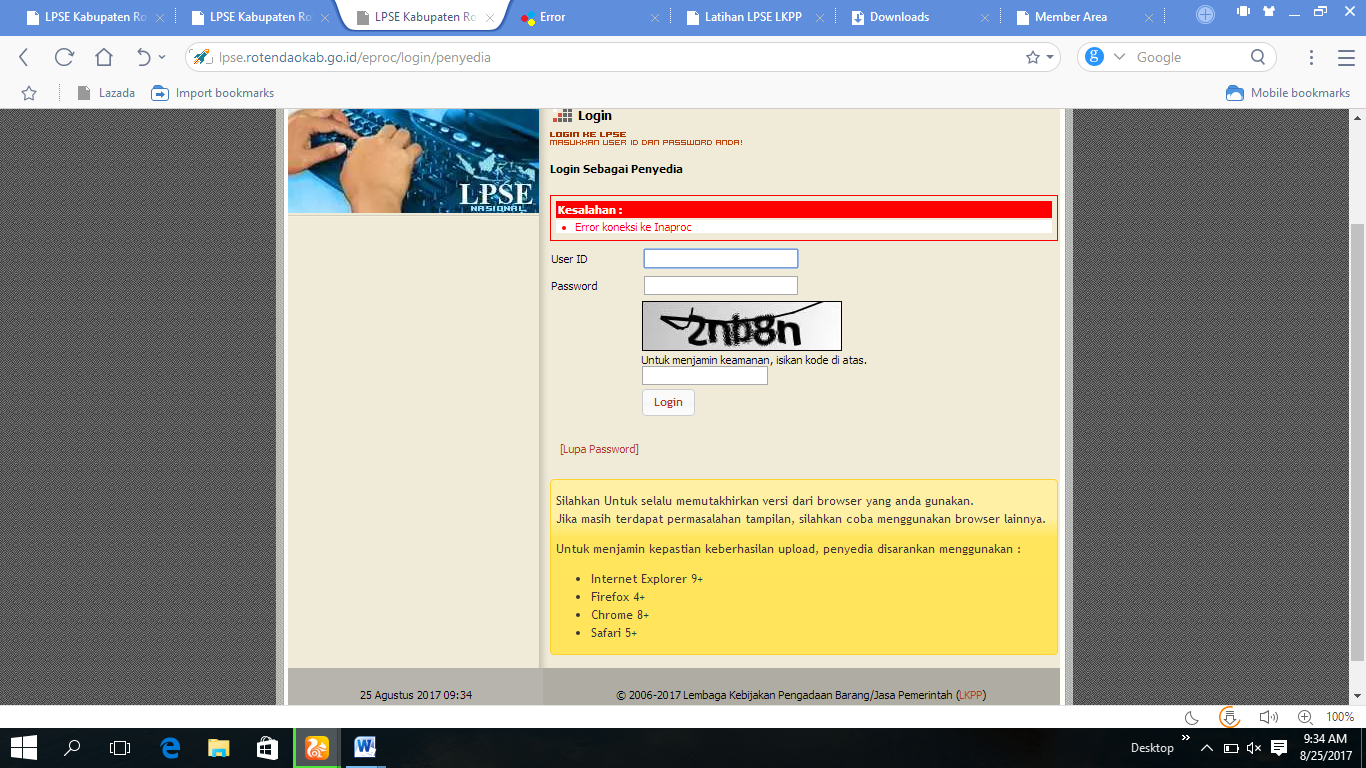 LPSE Kabupaten Ro
LPSE Kabupaten Ro
LPSE Kabupaten Ro
Error
Latihan LPSE LKPP
Downloads
Member Area
lpse.rotendaokab.go.id/eproc/login/penyedia
g
Google
Lazada
Import bookmarks
Mobile bookmarks
LPSE
NASIONAL
Login
LOGIN KE LPSE
MASUKKAN USER ID DAN PASSWORD ANDA!
Login Sebagai Penyedia
Kesalahan :
• Error koneksi ke Inaproc
User ID
Password
2nb8n
Untuk menjamin keamanan, isikan kode di atas.
Login
[Lupa Password]
Silahkan Untuk selalu memutakhirkan versi dari browser yang anda gunakan.
Jika masih terdapat permasalahan tampilan, silahkan coba menggunakan browser lainnya.
Untuk menjamin kepastian keberhasilan upload, penyedia disarankan menggunakan :
• Internet Explorer 9+
• Firefox 4+
• Chrome 8+
• Safari 5+
25 Agustus 2017 09:34
© 2006-2017 Lembaga Kebijakan Pengadaan Barang/Jasa Pemerintah (LKPP)
100%
Desktop
9:34 AM
8/25/2017